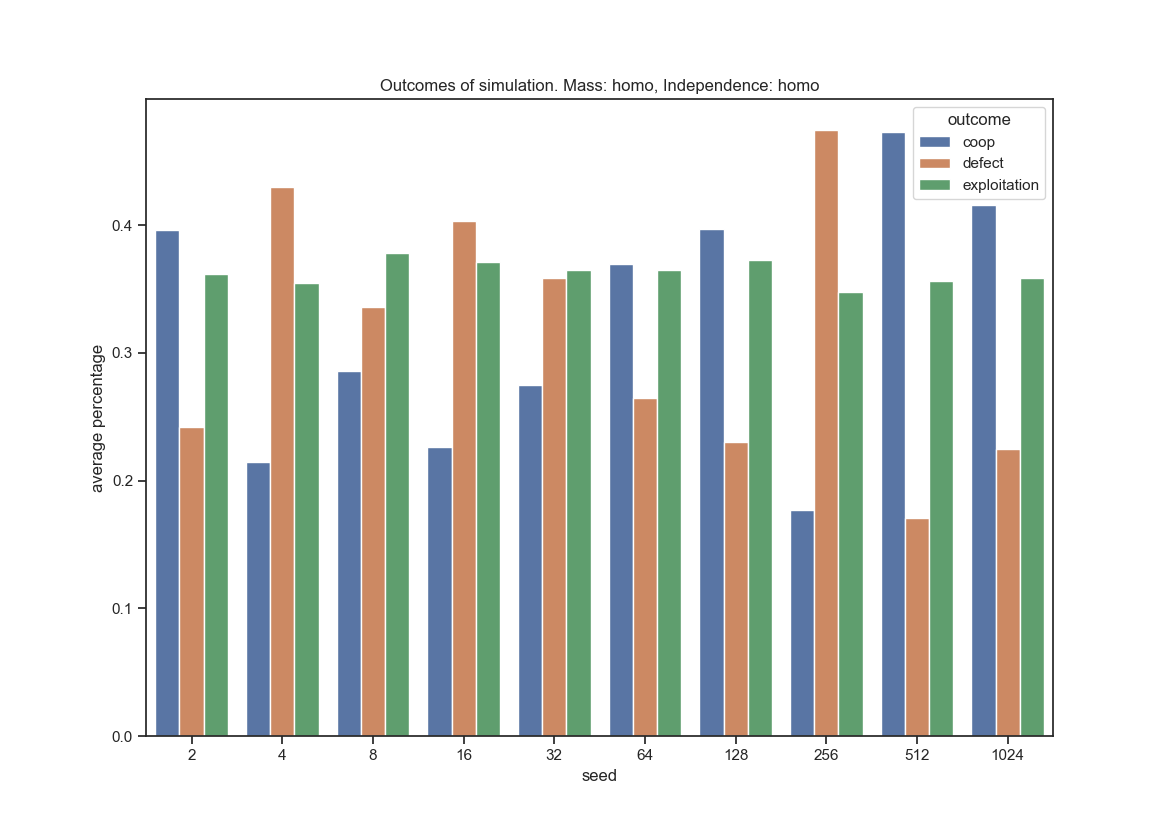 Outcomes of simulation. Mass: homo, Independence: homo
outcome
coop
defect
exploitation
average percentage
0.4
0.3
0.2
0.1
0.0
2 4 8 16 32 64 128 256 512 1024
seed